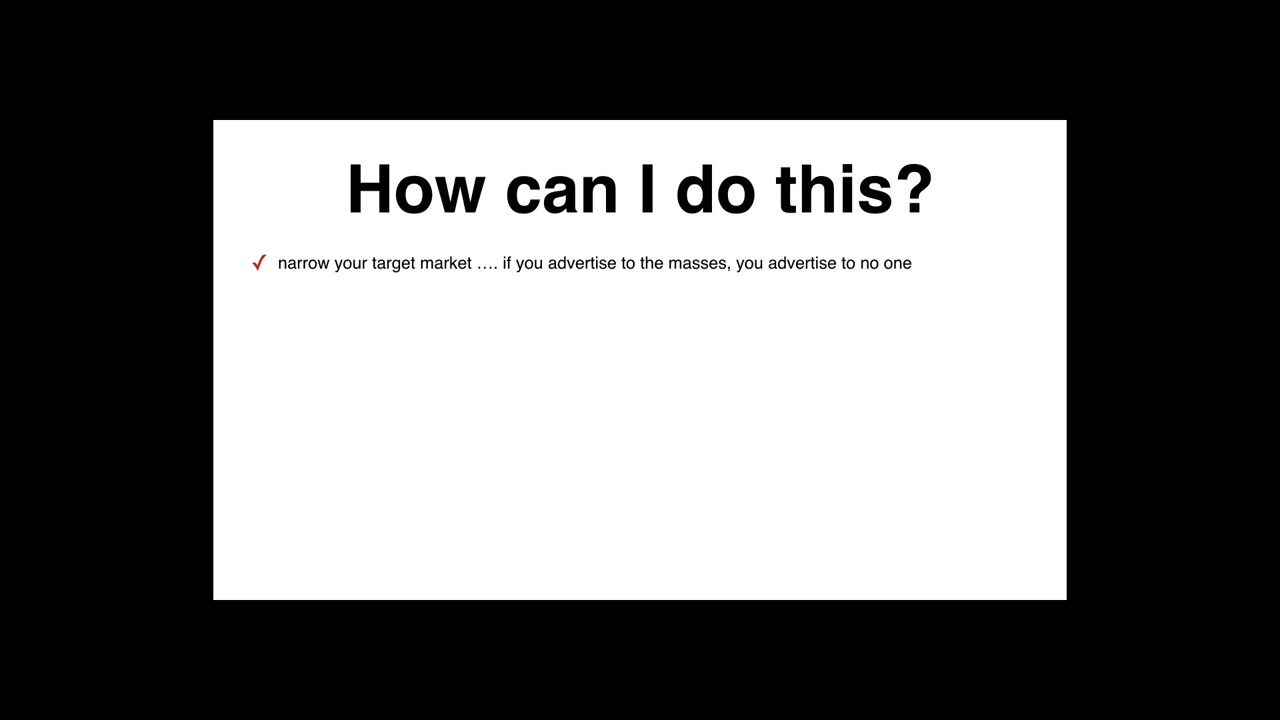 How can I do this?
✓ narrow your target market …. if you advertise to the masses, you advertise to no one